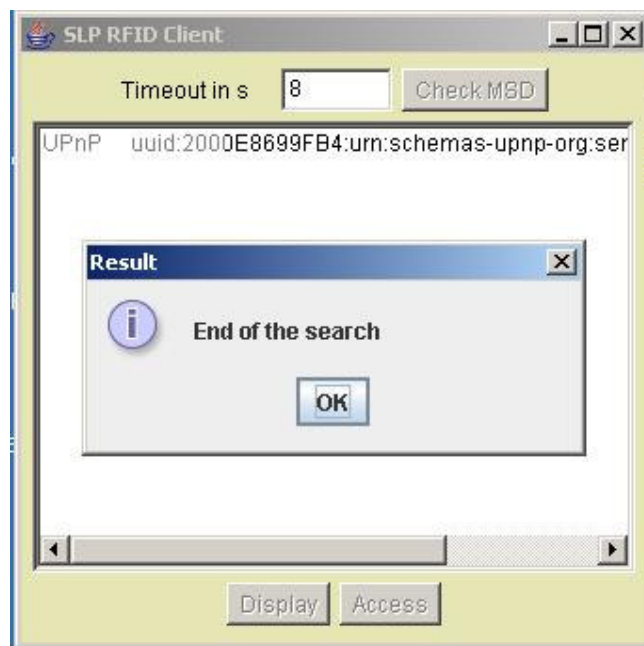 SLP RFID Client
Timeout in s 8 Check MSD
UPnP uuid:2000E8699FB4:urn:schemas-upnp-org:ser
Result
End of the search
OK
Display Access